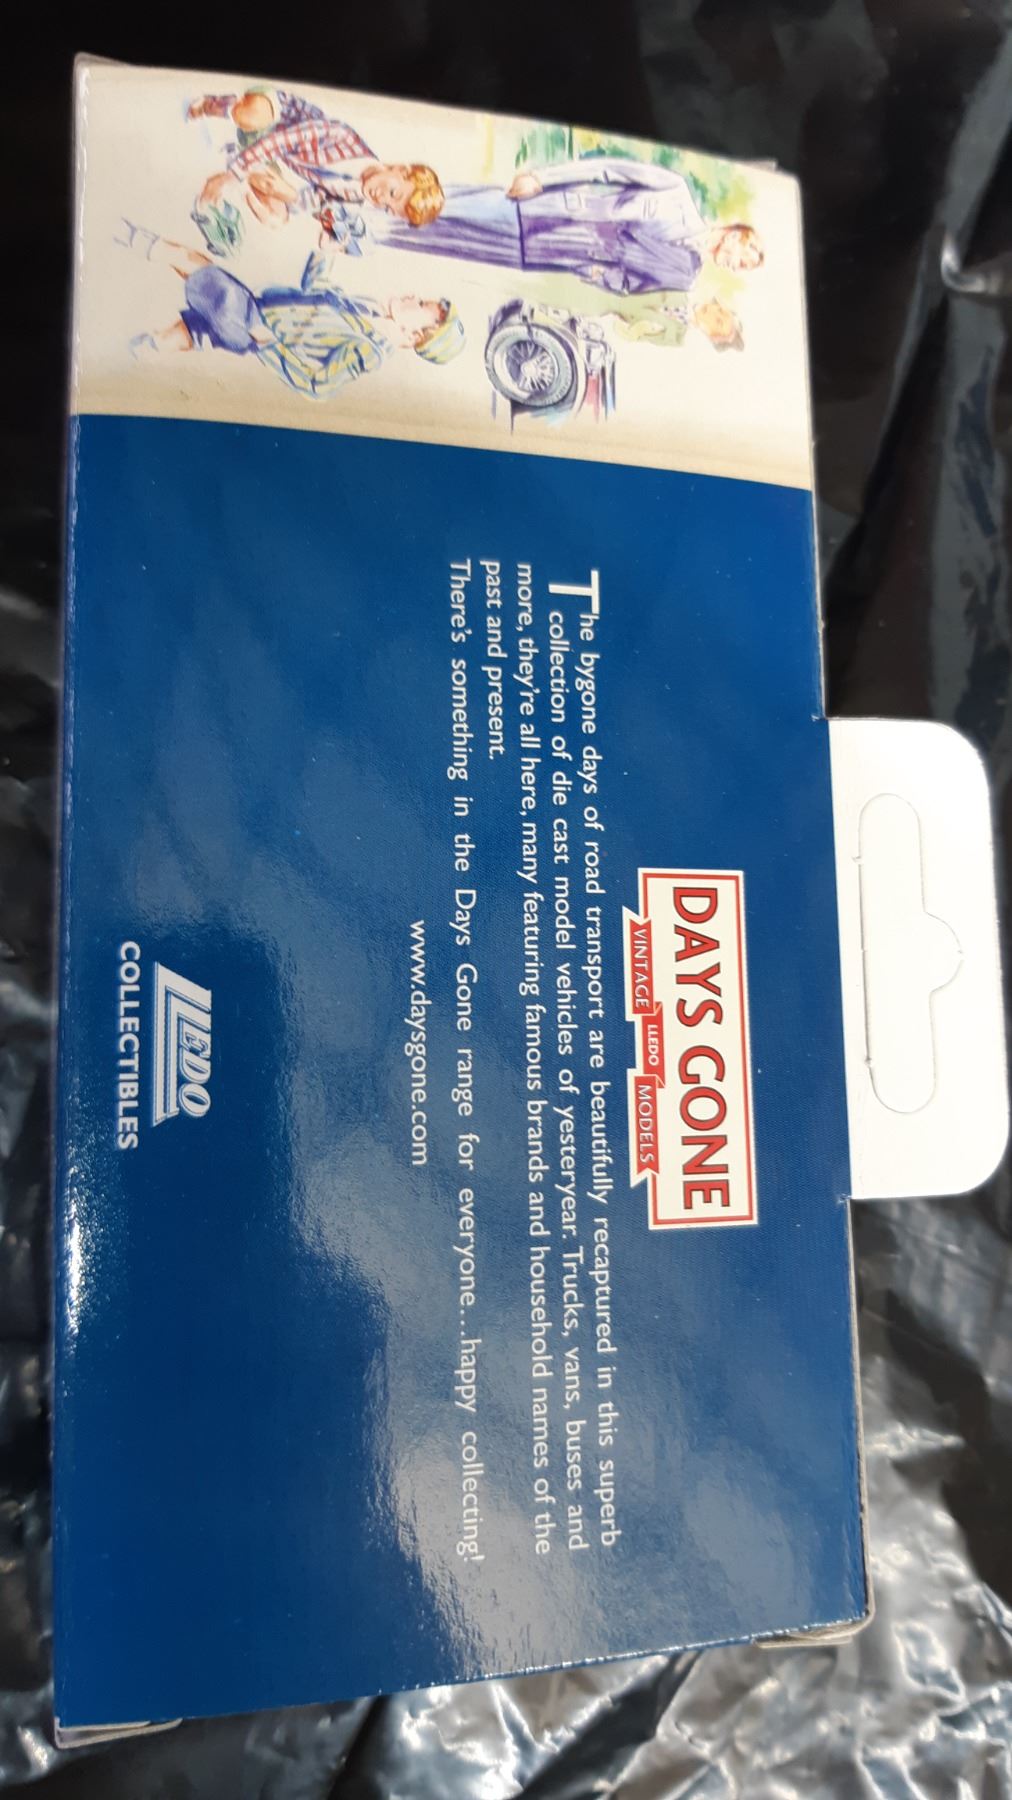 DAYS GONE
VINTAGE LLEDO MODELS
The bygone days of road transport are beautifully recaptured in this superb
collection of die cast model vehicles of yesteryear. Trucks, vans, buses and
more, they're all here, many featuring famous brands and household names of the
past and present.
There's something in the Days Gone range for everyone...happy collecting!
www.daysgone.com
LLEDO
COLLECTIBLES